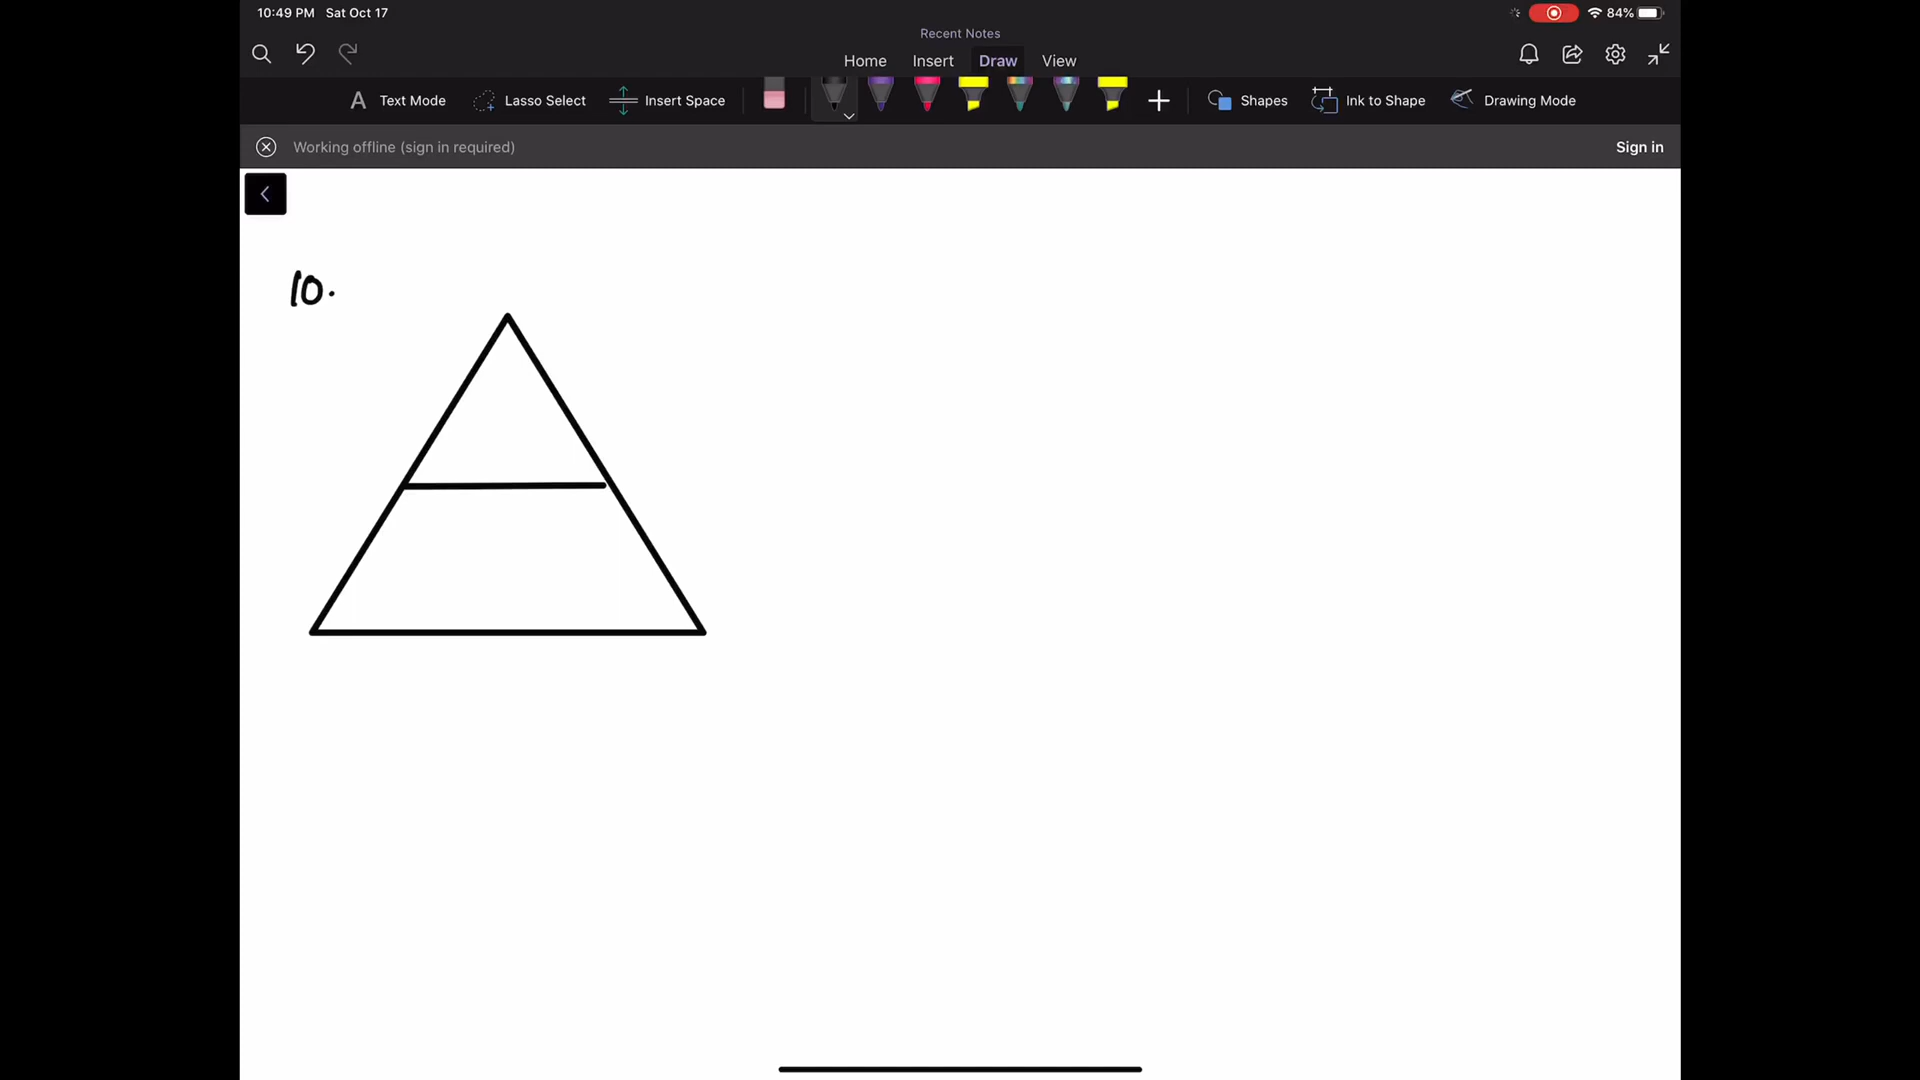 10:49 PM Sat Oct 17
84%
Recent Notes
Home Insert Draw View
Text Mode Lasso Select Insert Space Shapes Ink to Shape Drawing Mode
Working offline (sign in required) Sign in
10.